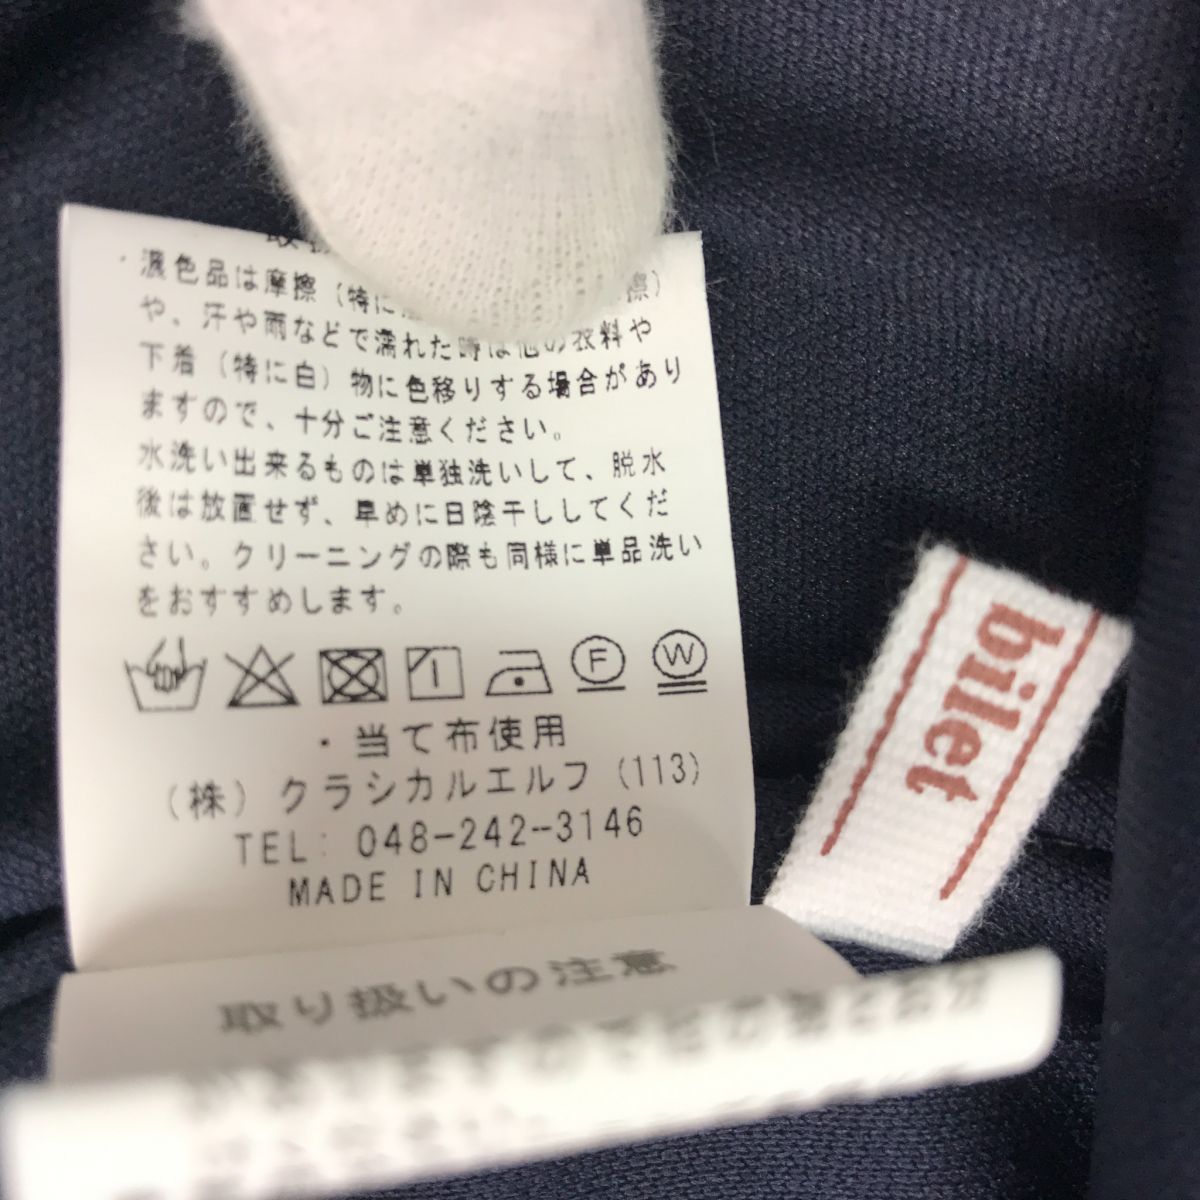 ・濃色品は摩擦（特に
や、汗や雨などで濡れた時は他の衣料や
下着（特に白）物に色移りする場合があり
ますので、十分ご注意ください。
水洗い出来るものは単独洗いして、脱水
後は放置せず、早めに日陰干ししてくだ
さい。クリーニングの際も同様に単品洗い
をおすすめします。
F W
・当て布使用
（株）クラシカルエルフ（113）
TEL: 048-242-3146
MADE IN CHINA
取り扱いの注意
bilet